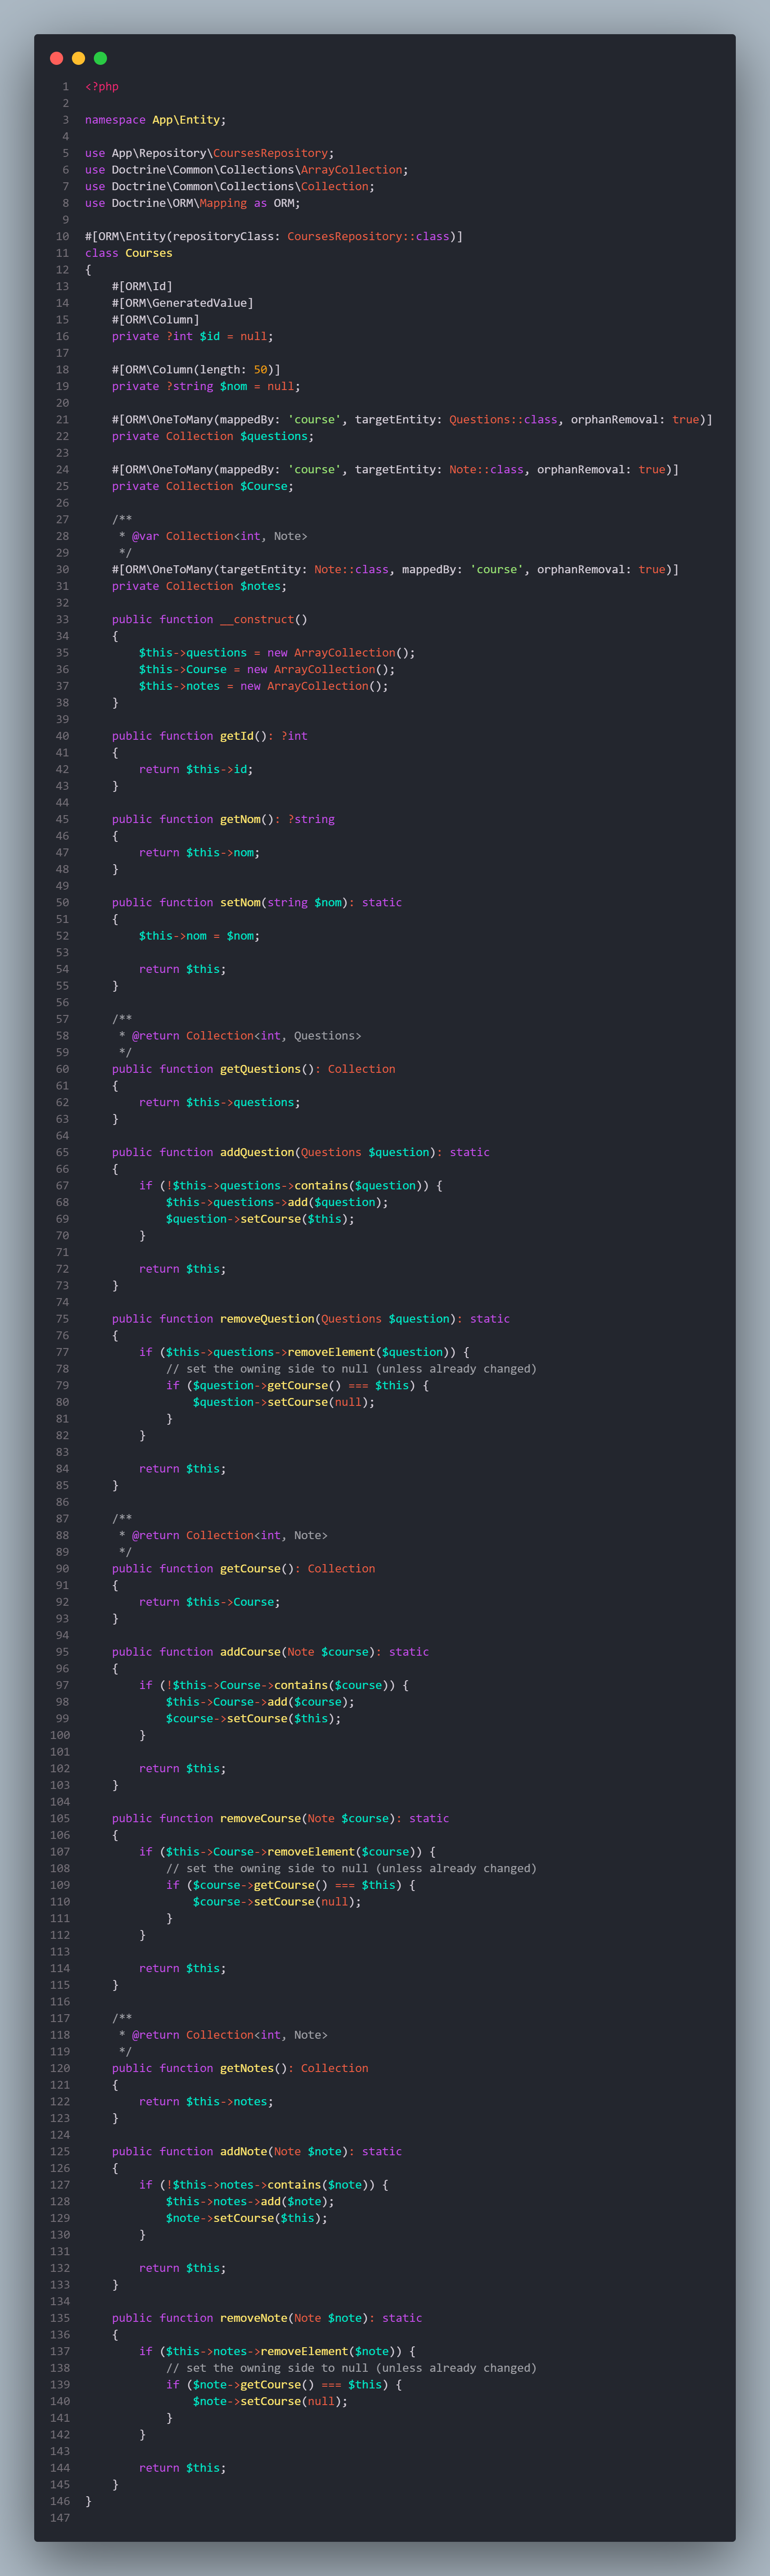 1 <?php
2
3 namespace App\Entity;
4
5 use App\Repository\CoursesRepository;
6 use Doctrine\Common\Collections\ArrayCollection;
7 use Doctrine\Common\Collections\Collection;
8 use Doctrine\ORM\Mapping as ORM;
9
10 #[ORM\Entity(repositoryClass: CoursesRepository::class)]
11 class Courses
12 {
13     #[ORM\Id]
14     #[ORM\GeneratedValue]
15     #[ORM\Column]
16     private ?int $id = null;
17
18     #[ORM\Column(length: 50)]
19     private ?string $nom = null;
20
21     #[ORM\OneToMany(mappedBy: 'course', targetEntity: Questions::class, orphanRemoval: true)]
22     private Collection $questions;
23
24     #[ORM\OneToMany(mappedBy: 'course', targetEntity: Note::class, orphanRemoval: true)]
25     private Collection $Course;
26
27     /**
28      * @var Collection<int, Note>
29      */
30     #[ORM\OneToMany(targetEntity: Note::class, mappedBy: 'course', orphanRemoval: true)]
31     private Collection $notes;
32
33     public function __construct()
34     {
35         $this->questions = new ArrayCollection();
36         $this->Course = new ArrayCollection();
37         $this->notes = new ArrayCollection();
38     }
39
40     public function getId(): ?int
41     {
42         return $this->id;
43     }
44
45     public function getNom(): ?string
46     {
47         return $this->nom;
48     }
49
50     public function setNom(string $nom): static
51     {
52         $this->nom = $nom;
53
54         return $this;
55     }
56
57     /**
58      * @return Collection<int, Questions>
59      */
60     public function getQuestions(): Collection
61     {
62         return $this->questions;
63     }
64
65     public function addQuestion(Questions $question): static
66     {
67         if (!$this->questions->contains($question)) {
68             $this->questions->add($question);
69             $question->setCourse($this);
70         }
71
72         return $this;
73     }
74
75     public function removeQuestion(Questions $question): static
76     {
77         if ($this->questions->removeElement($question)) {
78             // set the owning side to null (unless already changed)
79             if ($question->getCourse() === $this) {
80                 $question->setCourse(null);
81             }
82         }
83
84         return $this;
85     }
86
87     /**
88      * @return Collection<int, Note>
89      */
90     public function getCourse(): Collection
91     {
92         return $this->Course;
93     }
94
95     public function addCourse(Note $course): static
96     {
97         if (!$this->Course->contains($course)) {
98             $this->Course->add($course);
99             $course->setCourse($this);
100         }
101
102         return $this;
103     }
104
105     public function removeCourse(Note $course): static
106     {
107         if ($this->Course->removeElement($course)) {
108             // set the owning side to null (unless already changed)
109             if ($course->getCourse() === $this) {
110                 $course->setCourse(null);
111             }
112         }
113
114         return $this;
115     }
116
117     /**
118      * @return Collection<int, Note>
119      */
120     public function getNotes(): Collection
121     {
122         return $this->notes;
123     }
124
125     public function addNote(Note $note): static
126     {
127         if (!$this->notes->contains($note)) {
128             $this->notes->add($note);
129             $note->setCourse($this);
130         }
131
132         return $this;
133     }
134
135     public function removeNote(Note $note): static
136     {
137         if ($this->notes->removeElement($note)) {
138             // set the owning side to null (unless already changed)
139             if ($note->getCourse() === $this) {
140                 $note->setCourse(null);
141             }
142         }
143
144         return $this;
145     }
146 }
147